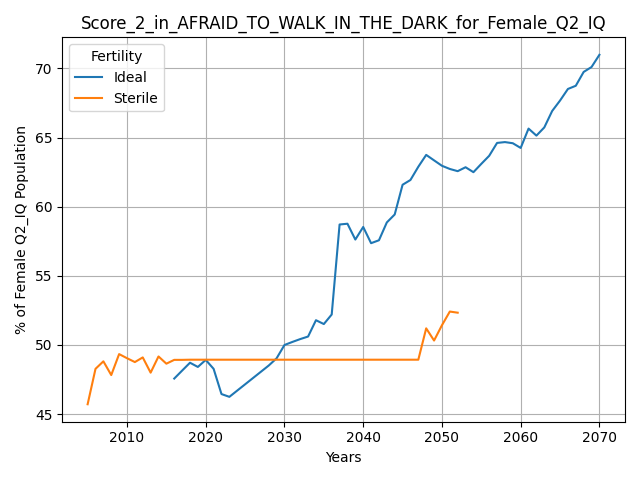 Score_2_in_AFRAID_TO_WALK_IN_THE_DARK_for_Female_Q2_IQ
Fertility
Ideal
Sterile
% of Female Q2_IQ Population
70
65
60
55
50
45
2010 2020 2030 2040 2050 2060 2070
Years